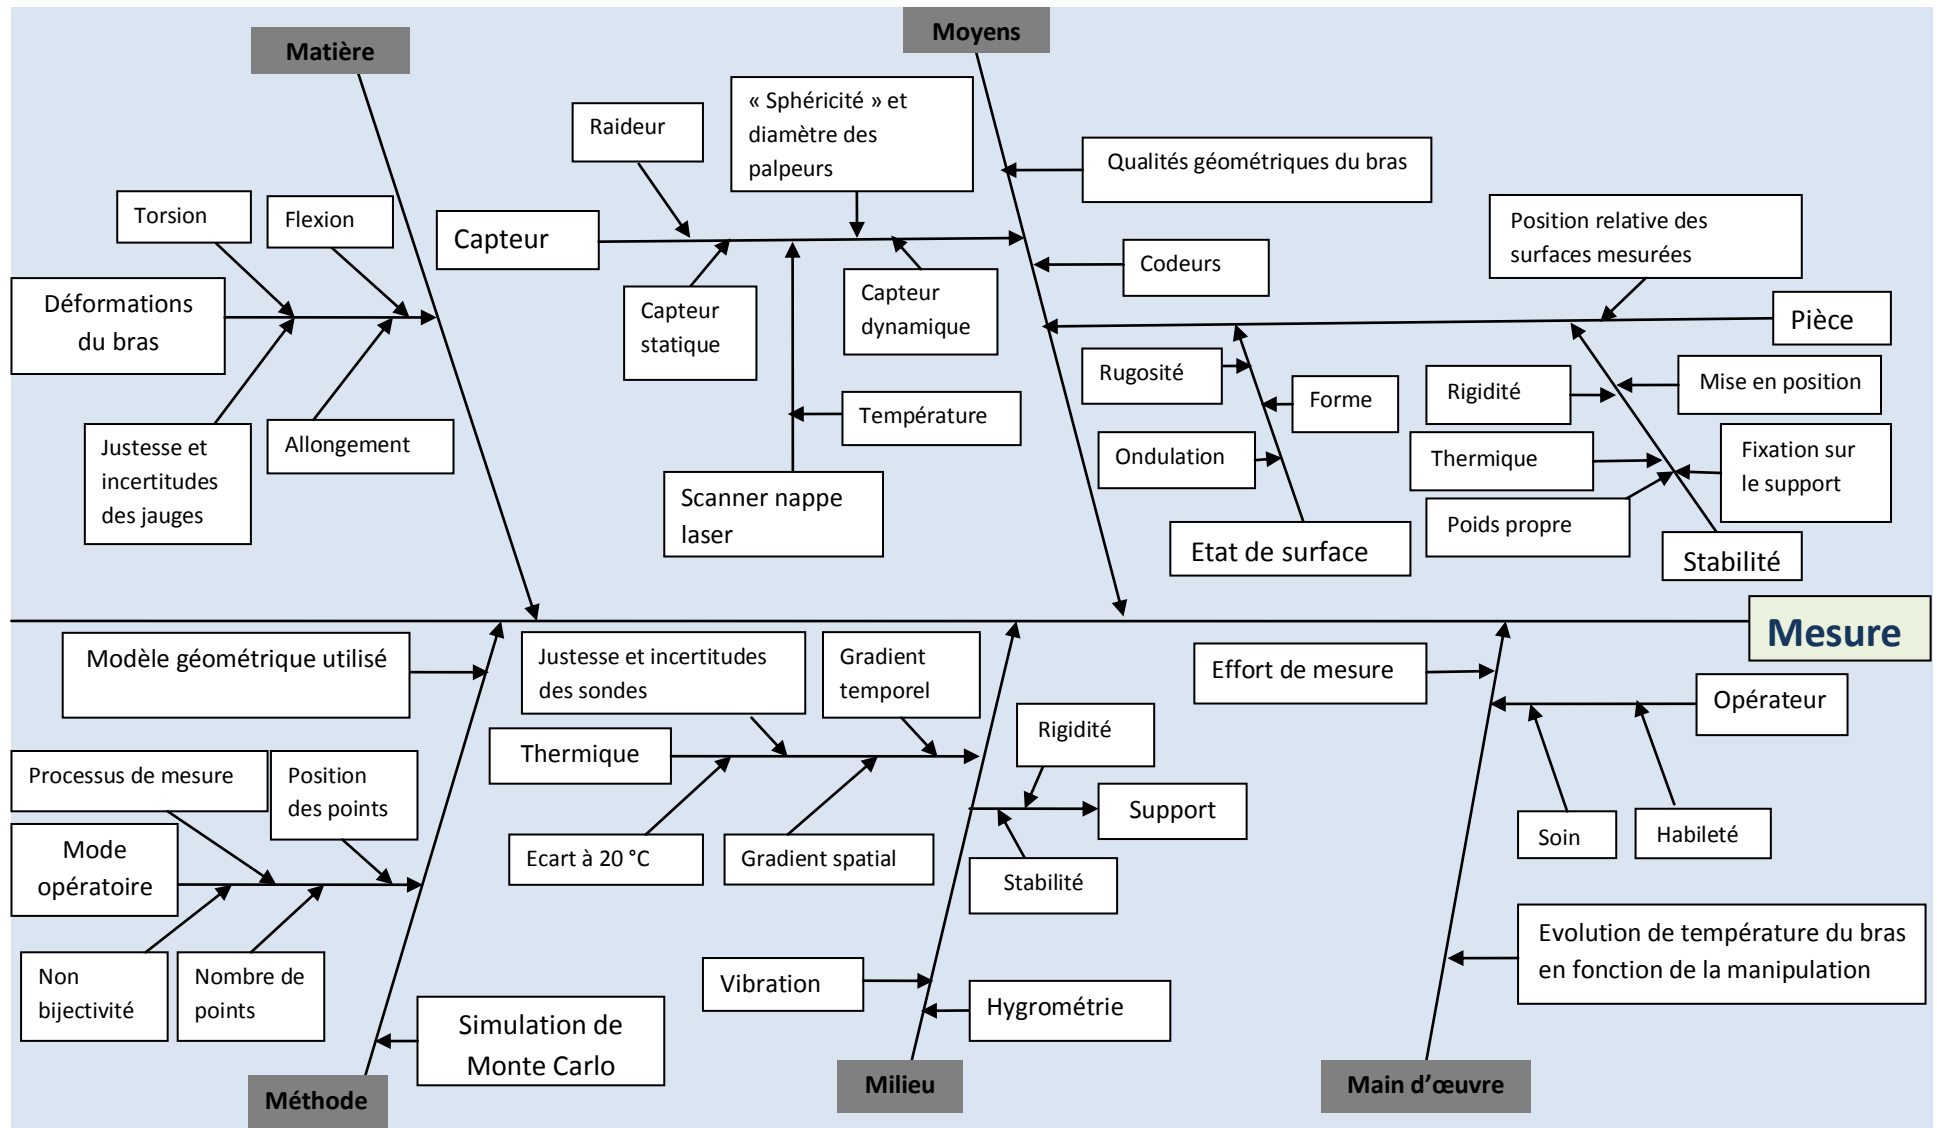 Matière
Moyens
« Sphéricité » et
diamètre des
palpeurs
Raideur
Qualités géométriques du bras
Torsion
Flexion
Capteur
Position relative des
surfaces mesurées
Codeurs
Déformations
du bras
Capteur
statique
Capteur
dynamique
Pièce
Rugosité
Forme
Rigidité
Mise en position
Température
Justesse et
incertitudes
des jauges
Allongement
Ondulation
Thermique
Fixation sur
le support
Scanner nappe
laser
Poids propre
Etat de surface
Stabilité
Mesure
Modèle géométrique utilisé
Justesse et incertitudes
des sondes
Gradient
temporel
Effort de mesure
Opérateur
Rigidité
Thermique
Processus de mesure
Position
des points
Support
Mode
opératoire
Ecart à 20 °C
Gradient spatial
Stabilité
Soin
Habileté
Non
bijectivité
Nombre de
points
Vibration
Hygrométrie
Evolution de température du bras
en fonction de la manipulation
Simulation de
Monte Carlo
Méthode
Milieu
Main d’œuvre